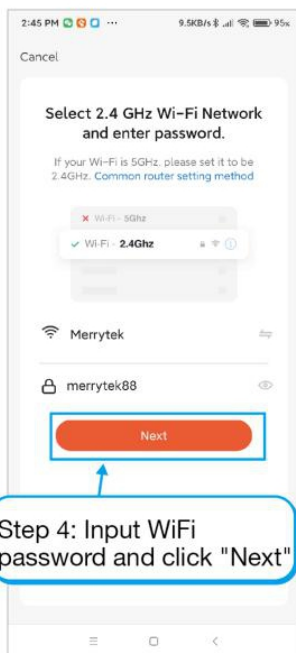 2:45 PM ··· 9.5KB/s 95%
Cancel
Select 2.4 GHz Wi-Fi Network
and enter password.
If your Wi-Fi is 5GHz. please set it to be
2.4GHz. Common router setting method
Wi-Fi - 5Ghz
Wi-Fi - 2.4Ghz
Merrytek
merrytek88
Next
Step 4: Input WiFi
password and click "Next"